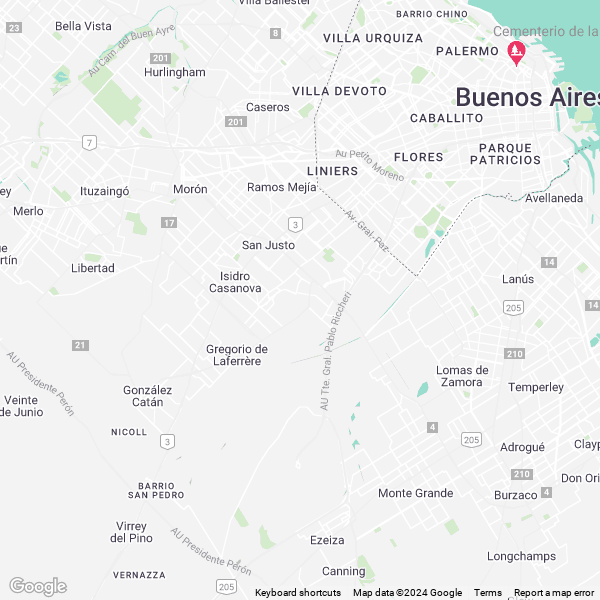 Villa Ballester
BARRIO CHINO
Bella Vista
Cementerio de la
13
8
VILLA URQUIZA
PALERMO
Au Cam. del Buen Ayre
Hurlingham
201
VILLA DEVOTO
Buenos Aires
Caseros
CABALLITO
201
7
PARQUE
PATRICIOS
Au Perito Moreno
FLORES
LINIERS
Ituzaingó
Morón
Ramos Mejía
Avellaneda
Merlo
17
3
Av. Gral. Paz
San Justo
Libertad
14
Isidro
Casanova
Lanús
205
14
AU Tte. Gral. Pablo Riccheri
21
Gregorio de
Laferrère
210
AU Presidente Perón
Lomas de
Zamora
González
Catán
Temperley
Veinte
de Junio
4
NICOLL
3
205
Adrogué
210
Don Ori
BARRIO
SAN PEDRO
Monte Grande
Burzaco
4
Virrey
del Pino
AU Presidente Perón
Ezeiza
Longchamps
Canning
VERNAZZA
205
Google
Keyboard shortcuts
Map data ©2024 Google
Terms
Report a map error